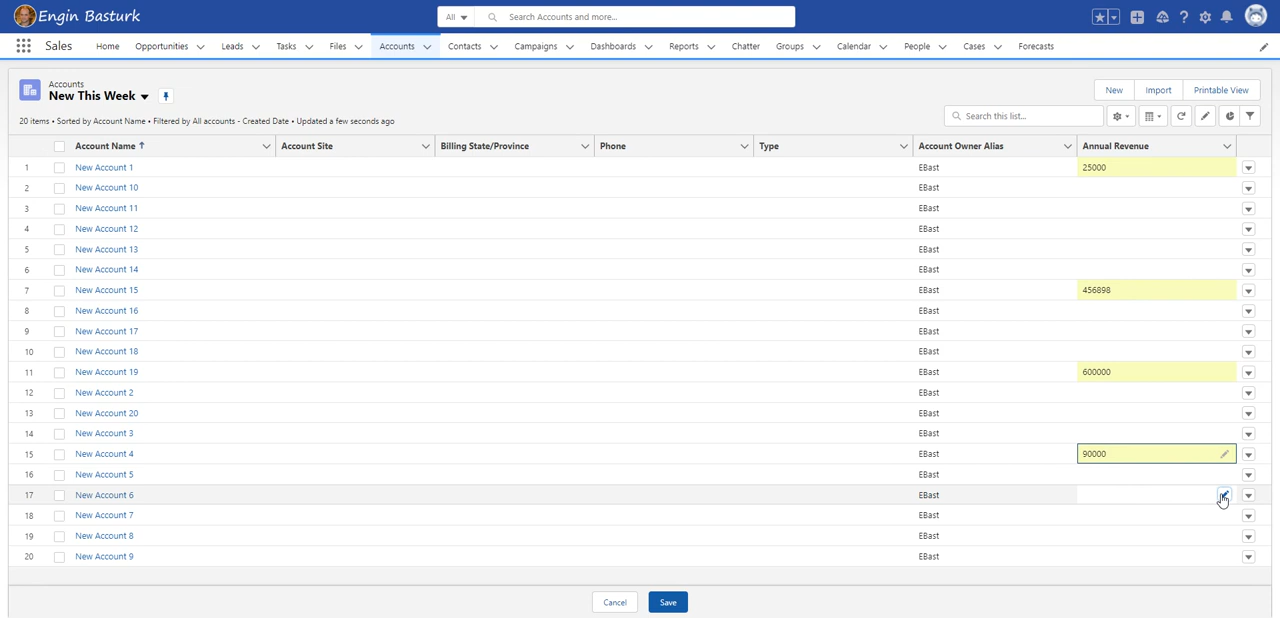 Engin Basturk
All Search Accounts and more...
Sales Home Opportunities Leads Tasks Files Accounts Contacts Campaigns Dashboards Reports Chatter Groups Calendar People Cases Forecasts
Accounts
New This Week
New Import Printable View
20 items • Sorted by Account Name • Filtered by All accounts - Created Date • Updated a few seconds ago
Search this list...
Account Name Account Site Billing State/Province Phone Type Account Owner Alias Annual Revenue
1 New Account 1 EBast 25000
2 New Account 10 EBast
3 New Account 11 EBast
4 New Account 12 EBast
5 New Account 13 EBast
6 New Account 14 EBast
7 New Account 15 EBast 456898
8 New Account 16 EBast
9 New Account 17 EBast
10 New Account 18 EBast
11 New Account 19 EBast 600000
12 New Account 2 EBast
13 New Account 20 EBast
14 New Account 3 EBast
15 New Account 4 EBast 90000
16 New Account 5 EBast
17 New Account 6 EBast
18 New Account 7 EBast
19 New Account 8 EBast
20 New Account 9 EBast
Cancel Save